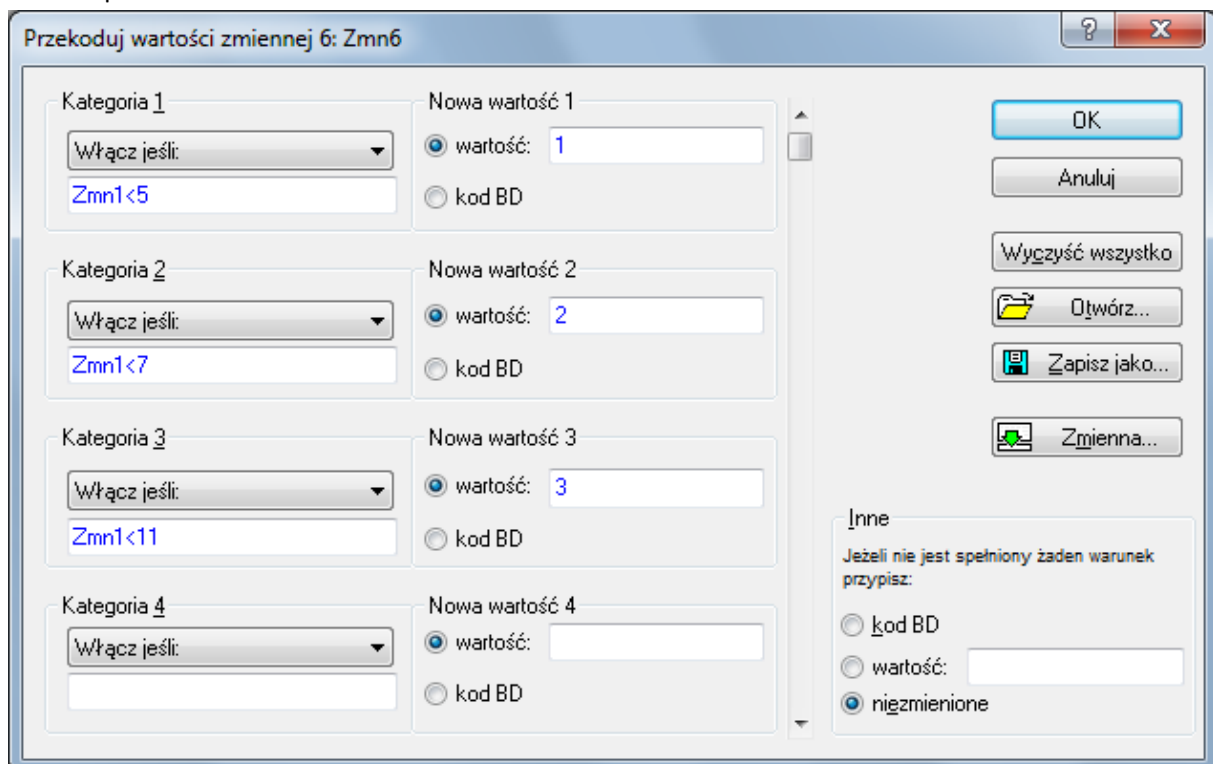 Przekoduj wartości zmiennej 6: Zmn6
Kategoria 1
Nowa wartość 1
Włącz jeśli:
wartość: 1
Zmn1<5
kod BD
Kategoria 2
Nowa wartość 2
Włącz jeśli:
wartość: 2
Zmn1<7
kod BD
Kategoria 3
Nowa wartość 3
Włącz jeśli:
wartość: 3
Zmn1<11
kod BD
Kategoria 4
Nowa wartość 4
Włącz jeśli:
wartość:
kod BD
OK
Anuluj
Wyczyść wszystko
Otwórz...
Zapisz jako...
Zmienna...
Inne
Jeżeli nie jest spełniony żaden warunek
przypisz:
kod BD
wartość:
niezmienione